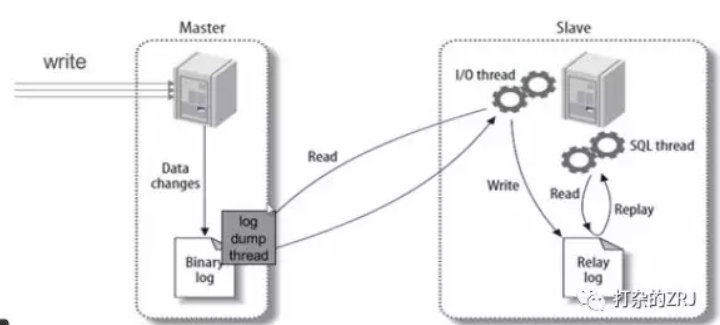 Master
Slave
write
I/O thread
SQL thread
Data
changes
Read
Write
Read
Replay
log
dump
thread
Binary
log
Relay
log
打杂的ZRJ